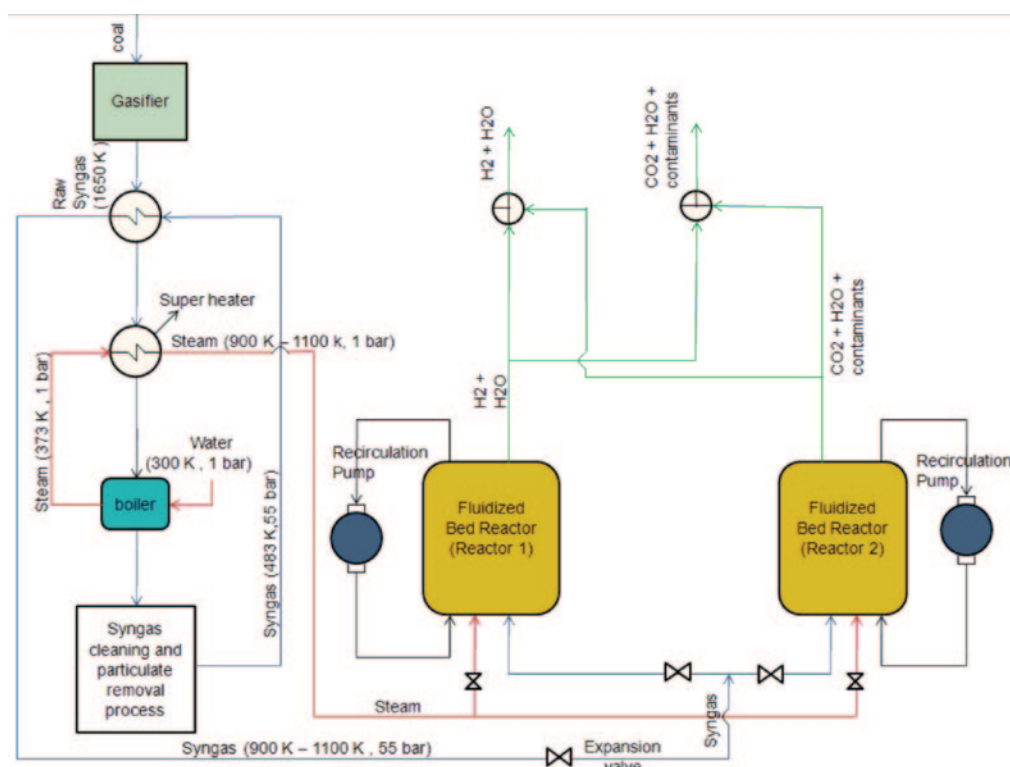 coal
Gasifier
Raw
Syngas
(1650 K )
Super heater
Steam (900 K – 1100 k, 1 bar)
Steam (373 K , 1 bar)
Water
(300 K , 1 bar)
boiler
Syngas (483 K,55 bar)
Syngas
cleaning and
particulate
removal
process
H2 + H2O
CO2 + H2O +
contaminants
H2 +
H2O
CO2 + H2O +
contaminants
Recirculation
Pump
Fluidized
Bed Reactor
(Reactor 1)
Fluidized
Bed Reactor
(Reactor 2)
Recirculation
Pump
Steam
Syngas
Syngas (900 K – 1100 K , 55 bar)
Expansion
valve